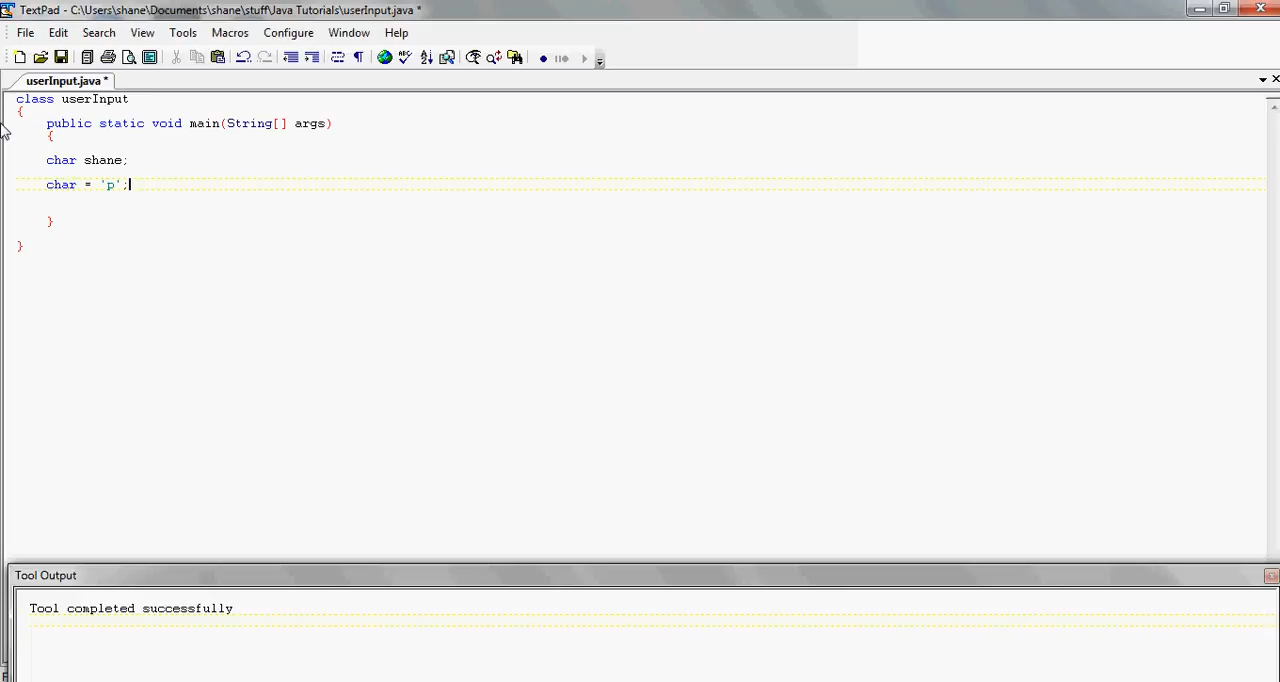 TextPad - C:\Users\shane\Documents\shane\stuff\Java Tutorials\userInput.java *
File Edit Search View Tools Macros Configure Window Help
userInput.java *
class userInput
{
public static void main(String[] args)
{
char shane;
char = 'p';
}
}
Tool Output
Tool completed successfully